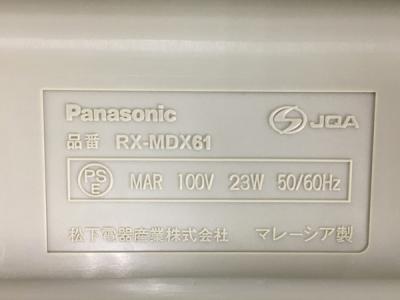 Panasonic JQA
品番 RX-MDX61
PS E MAR 100V 23W 50/60Hz
松下電器産業株式会社 マレーシア製